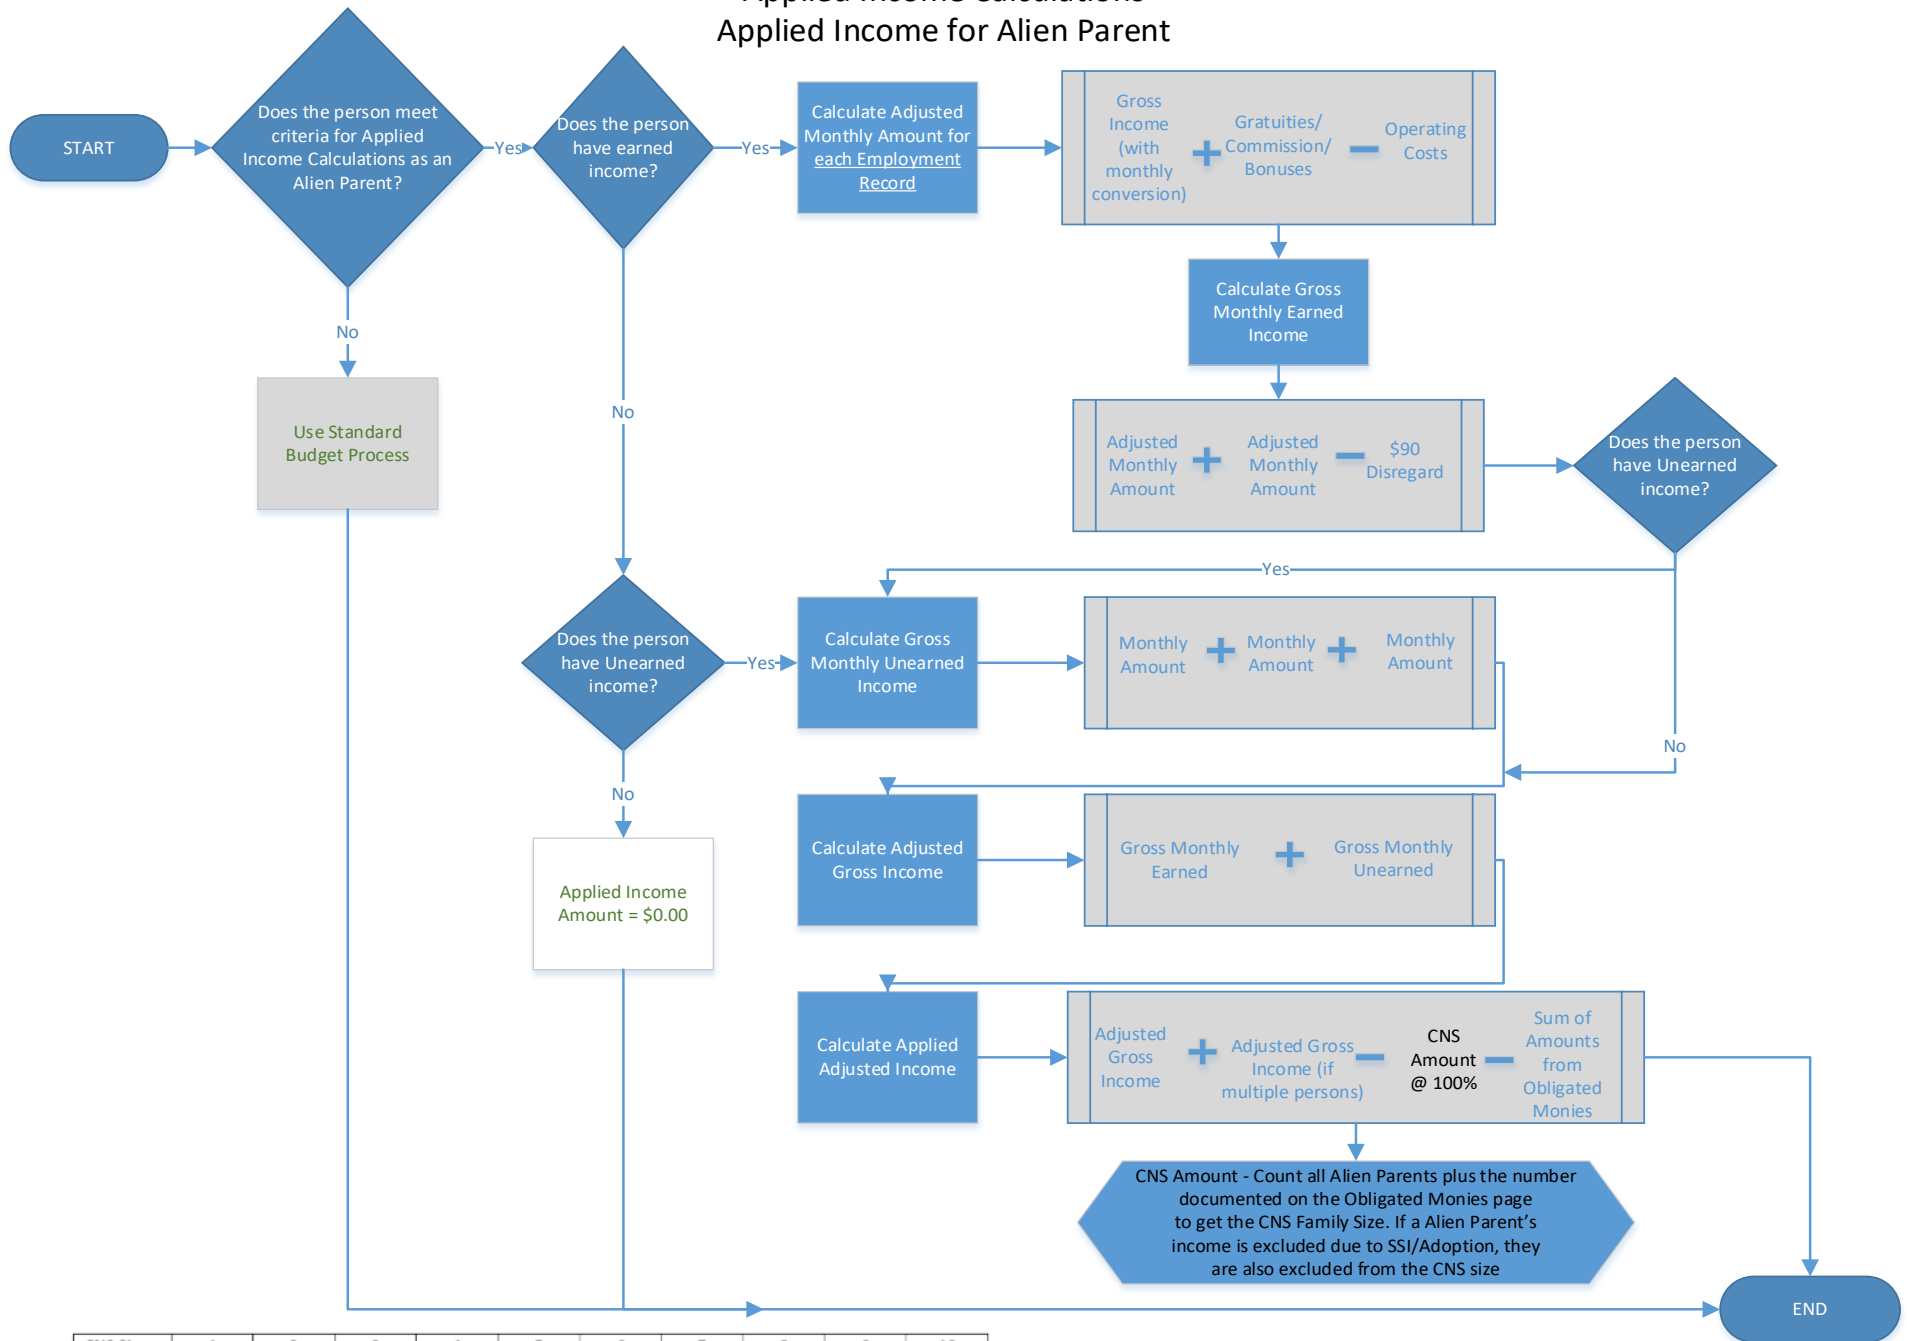 Applied Income Calculations
Applied Income for Alien Parent
START
Does the person meet
criteria for Applied
Income Calculations as an
Alien Parent?
Yes
Does the person
have earned
income?
Yes
Calculate Adjusted
Monthly Amount for
each Employment
Record
Gross
Income
(with
monthly
conversion)
+
Gratuities/
Commission/
Bonuses
−
Operating
Costs
Calculate Gross
Monthly Earned
Income
No
Use Standard
Budget Process
No
Adjusted
Monthly
Amount
+
Adjusted
Monthly
Amount
−
$90
Disregard
Does the person
have Unearned
income?
Yes
Does the person
have Unearned
income?
Yes
Calculate Gross
Monthly Unearned
Income
Monthly
Amount
+
Monthly
Amount
+
Monthly
Amount
No
No
Applied Income
Amount = $0.00
Calculate Adjusted
Gross Income
Gross Monthly
Earned
+
Gross Monthly
Unearned
Calculate Applied
Adjusted Income
Adjusted
Gross
Income
+
Adjusted Gross
Income (if
multiple persons)
−
CNS
Amount
@ 100%
−
Sum of
Amounts
from
Obligated
Monies
CNS Amount - Count all Alien Parents plus the number
documented on the Obligated Monies page
to get the CNS Family Size. If a Alien Parent's
income is excluded due to SSI/Adoption, they
are also excluded from the CNS size
END